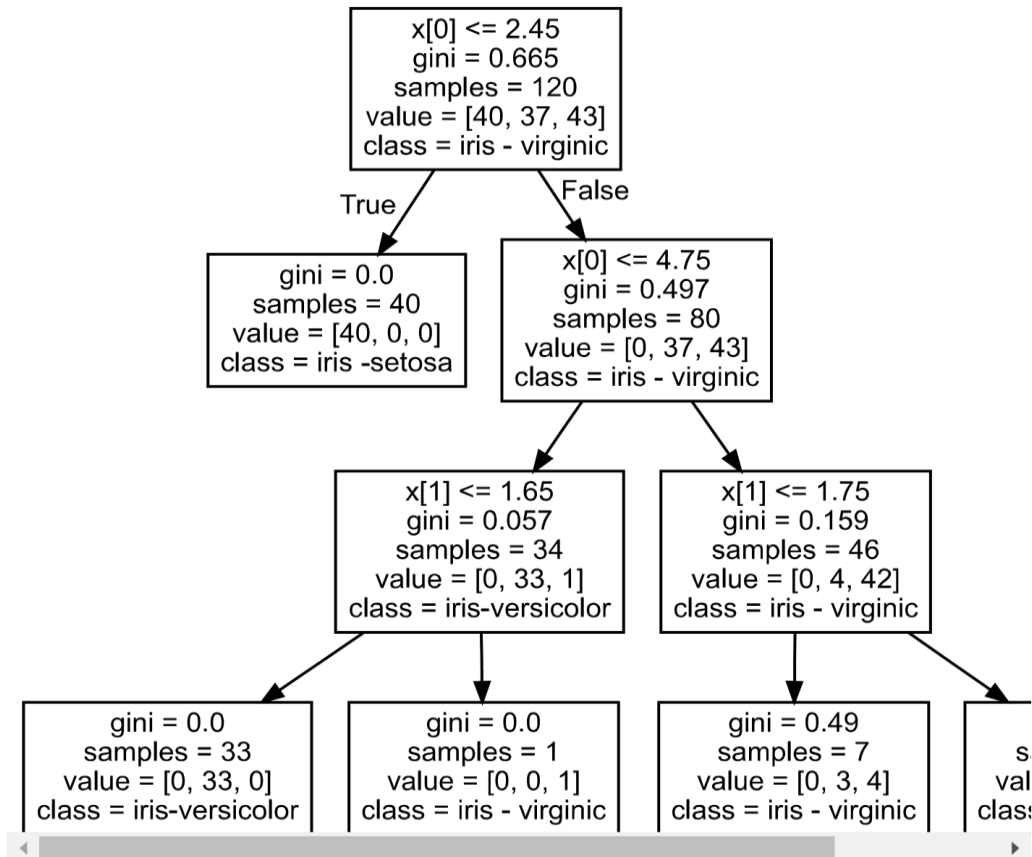 x[0] <= 2.45
gini = 0.665
samples = 120
value = [40, 37, 43]
class = iris - virginic
True
False
gini = 0.0
samples = 40
value = [40, 0, 0]
class = iris -setosa
x[0] <= 4.75
gini = 0.497
samples = 80
value = [0, 37, 43]
class = iris - virginic
x[1] <= 1.65
gini = 0.057
samples = 34
value = [0, 33, 1]
class = iris-versicolor
x[1] <= 1.75
gini = 0.159
samples = 46
value = [0, 4, 42]
class = iris - virginic
gini = 0.0
samples = 33
value = [0, 33, 0]
class = iris-versicolor
gini = 0.0
samples = 1
value = [0, 0, 1]
class = iris - virginic
gini = 0.49
samples = 7
value = [0, 3, 4]
class = iris - virginic